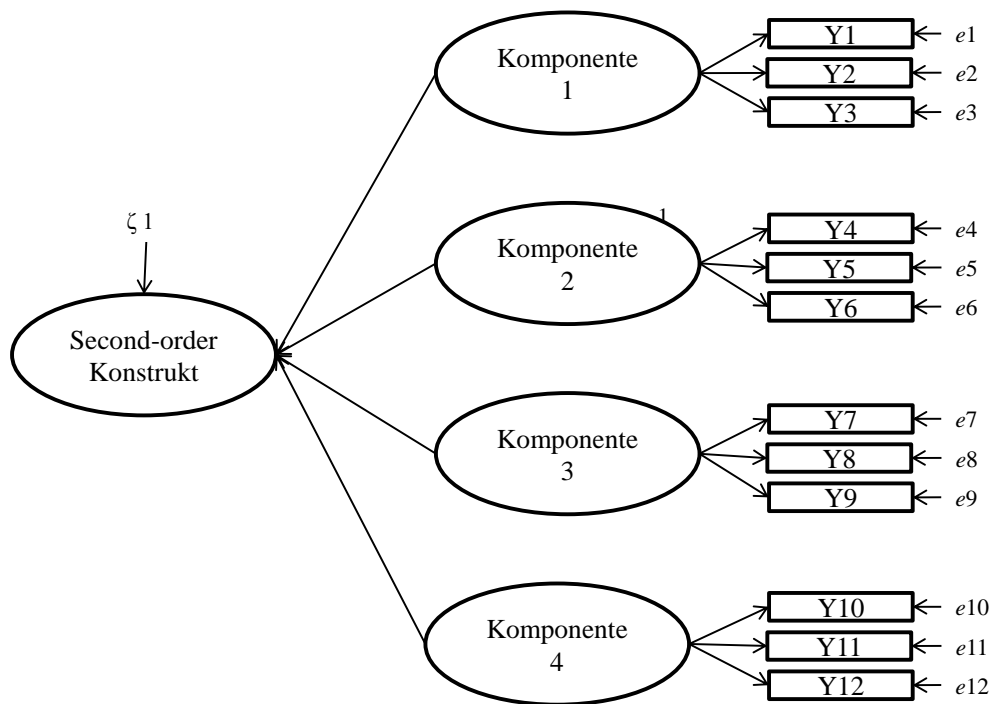 Komponente
1
Y1
e1
Y2
e2
Y3
e3
ζ 1
1
Komponente
2
Y4
e4
Y5
e5
Y6
e6
Second-order
Konstrukt
Komponente
3
Y7
e7
Y8
e8
Y9
e9
Komponente
4
Y10
e10
Y11
e11
Y12
e12